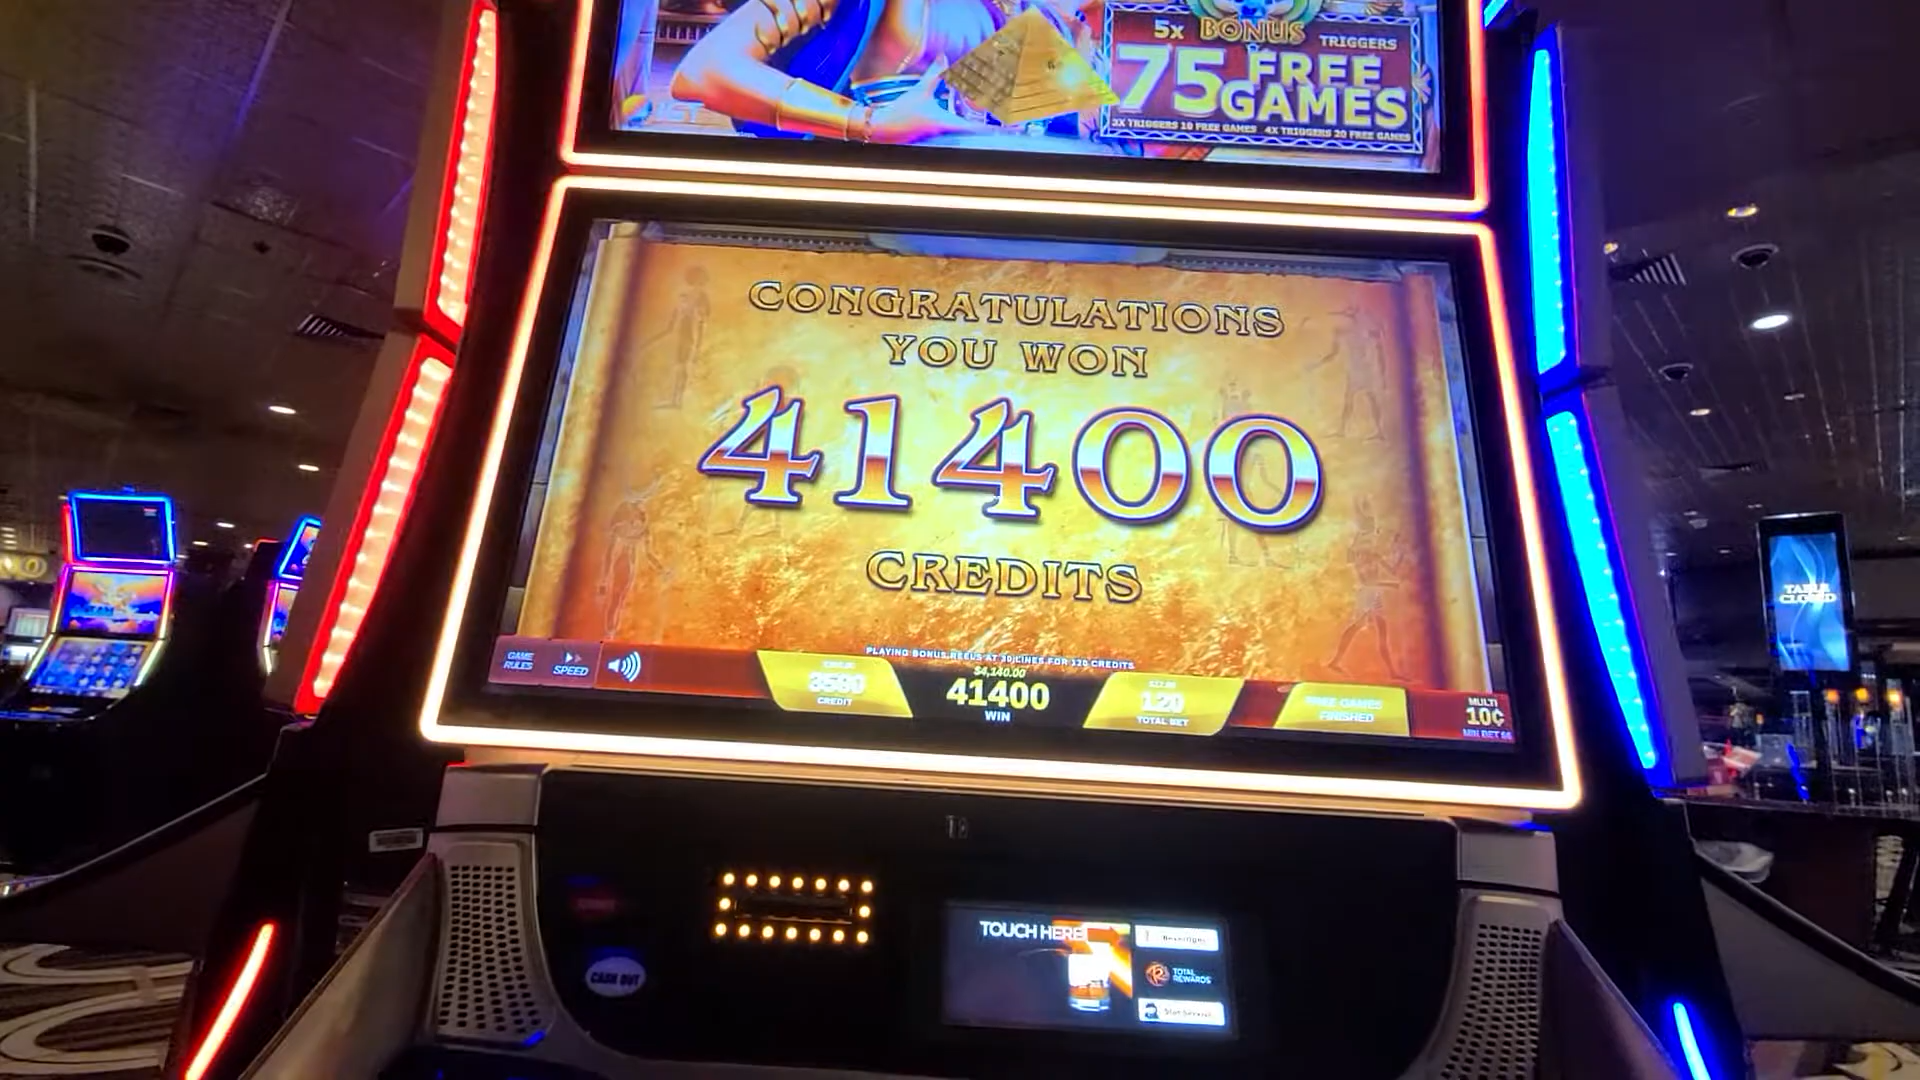 5x BONUS TRIGGERS
75 FREE GAMES
3X TRIGGERS 10 FREE GAMES 4X TRIGGERS 20 FREE GAMES
CONGRATULATIONS
YOU WON
41400
CREDITS
PLAYING BONUS REELS AT 30 LINES FOR 120 CREDITS
GAME RULES
SPEED
CREDIT
$4,140.00
41400
WIN
120
TOTAL BET
FREE GAMES FINISHED
MULTI
10¢
CASH OUT
TOUCH HERE
Beverages
TOTAL REWARDS
TABLE CLOSED